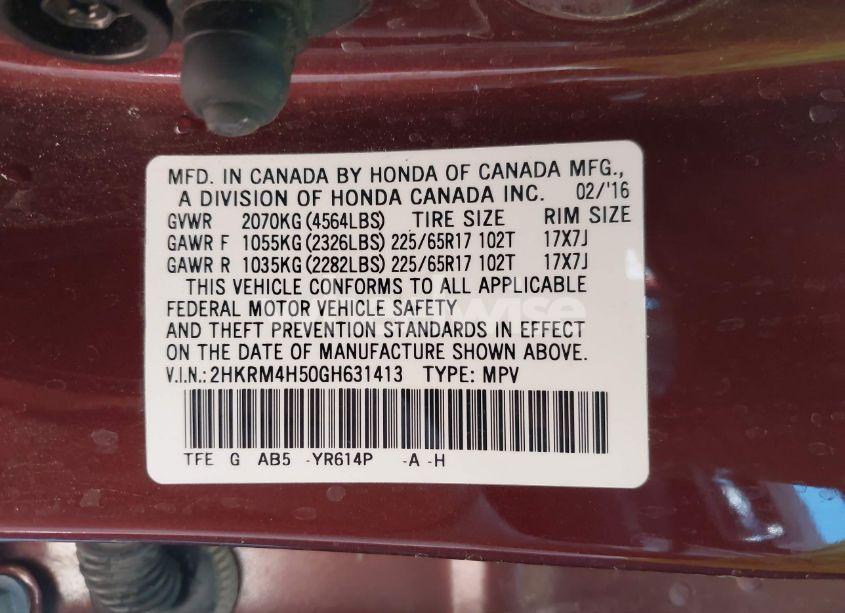 MFD. IN CANADA BY HONDA OF CANADA MFG.,
A DIVISION OF HONDA CANADA INC. 02/'16
GVWR 2070KG(4564LBS) TIRE SIZE RIM SIZE
GAWR F 1055KG(2326LBS) 225/65R17 102T 17X7J
GAWR R 1035KG(2282LBS) 225/65R17 102T 17X7J
THIS VEHICLE CONFORMS TO ALL APPLICABLE
FEDERAL MOTOR VEHICLE SAFETY
AND THEFT PREVENTION STANDARDS IN EFFECT
ON THE DATE OF MANUFACTURE SHOWN ABOVE.
V.I.N.:2HKRM4H50GH631413 TYPE: MPV
TFE G AB5 -YR614P -A -H